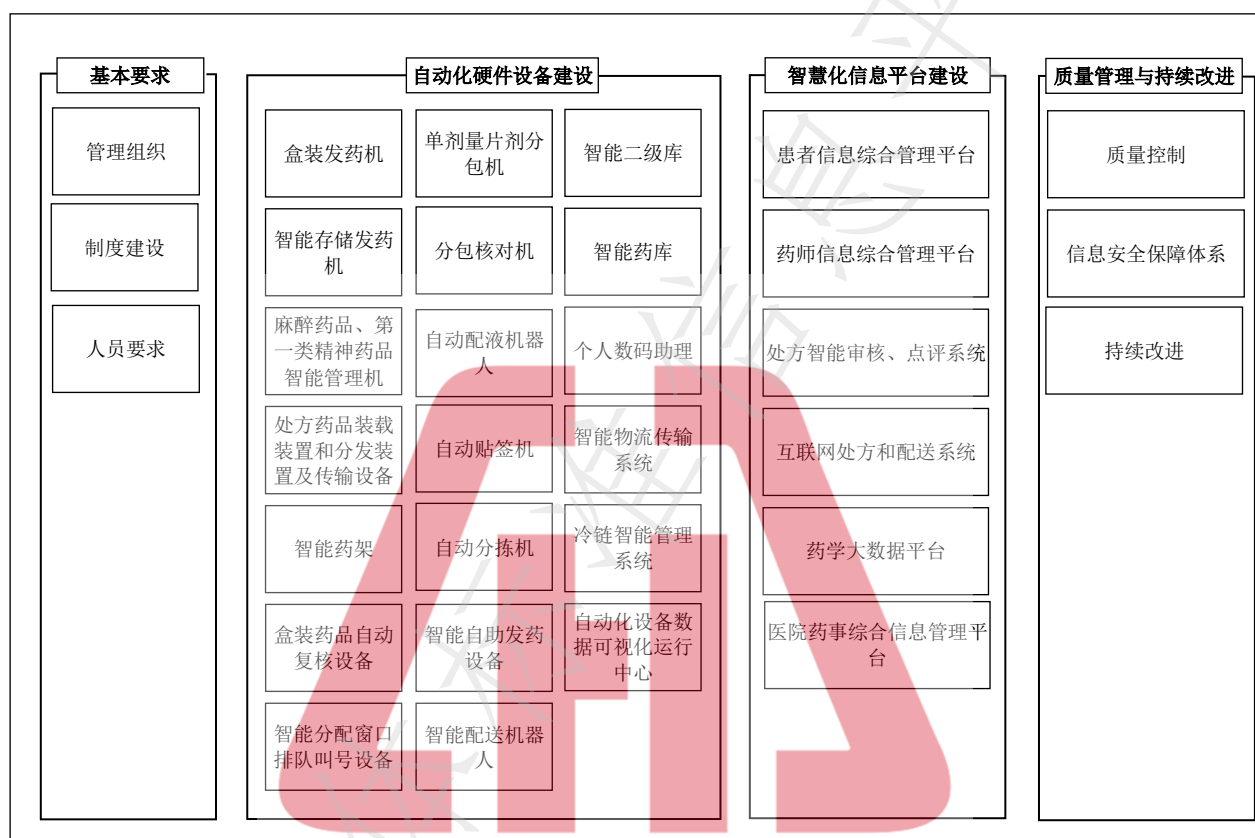 基本要求
管理组织
制度建设
人员要求
自动化硬件设备建设
盒装发药机
单剂量片剂分
包机
智能二级库
智能存储发药
机
分包核对机
智能药库
麻醉药品、第
一类精神药品
智能管理机
自动配液机器
人
个人数码助理
处方药品装载
装置和分发装
置及传输设备
自动贴签机
智能物流传输
系统
智能药架
自动分拣机
冷链智能管理
系统
盒装药品自动
复核设备
智能自助发药
设备
自动化设备数
据可视化运行
中心
智能分配窗口
排队叫号设备
智能配送机器
人
智慧化信息平台建设
患者信息综合管理平台
药师信息综合管理平台
处方智能审核、点评系统
互联网处方和配送系统
药学大数据平台
医院药事综合信息管理平
台
质量管理与持续改进
质量控制
信息安全保障体系
持续改进